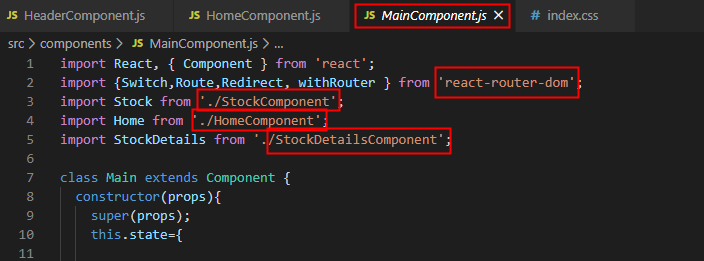 JS HeaderComponent.js JS HomeComponent.js JS MainComponent.js × # index.css
src > components > JS MainComponent.js > ...
1 import React, { Component } from 'react';
2 import {Switch,Route,Redirect, withRouter } from 'react-router-dom';
3 import Stock from './StockComponent';
4 import Home from './HomeComponent';
5 import StockDetails from './StockDetailsComponent';
6
7 class Main extends Component {
8 constructor(props){
9 super(props);
10 this.state={
11